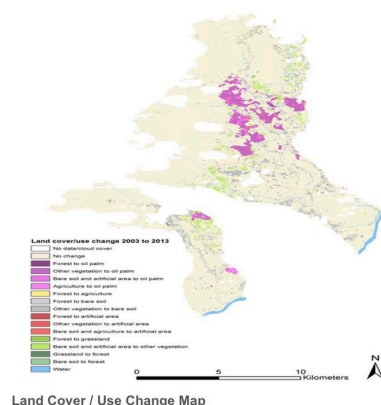 Land cover/use change 2003 to 2013
No data/cloud cover
No change
Forest to oil palm
Other vegetation to oil palm
Bare soil and artificial area to oil palm
Agriculture to oil palm
Forest to agriculture
Forest to bare soil
Other vegetation to bare soil
Forest to artificial area
Other vegetation to artificial area
Bare soil and agriculture to artificial area
Forest to grassland
Bare soil and artificial area to other vegetation
Grassland to forest
Bare soil to forest
Water
N
0 5 10
Kilometers
Land Cover / Use Change Map